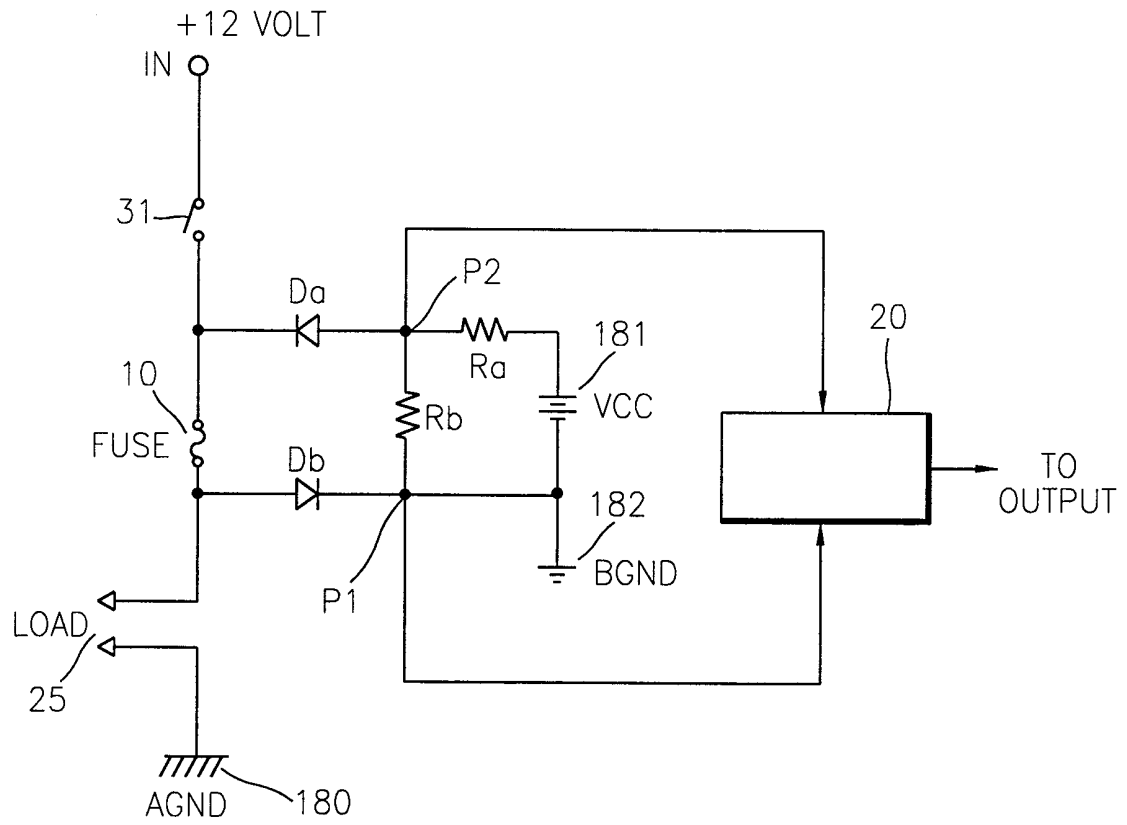 +12 VOLT
IN
31
Da
P2
Ra
181
VCC
20
10
FUSE
Rb
Db
182
BGND
TO
OUTPUT
P1
LOAD
25
AGND
180